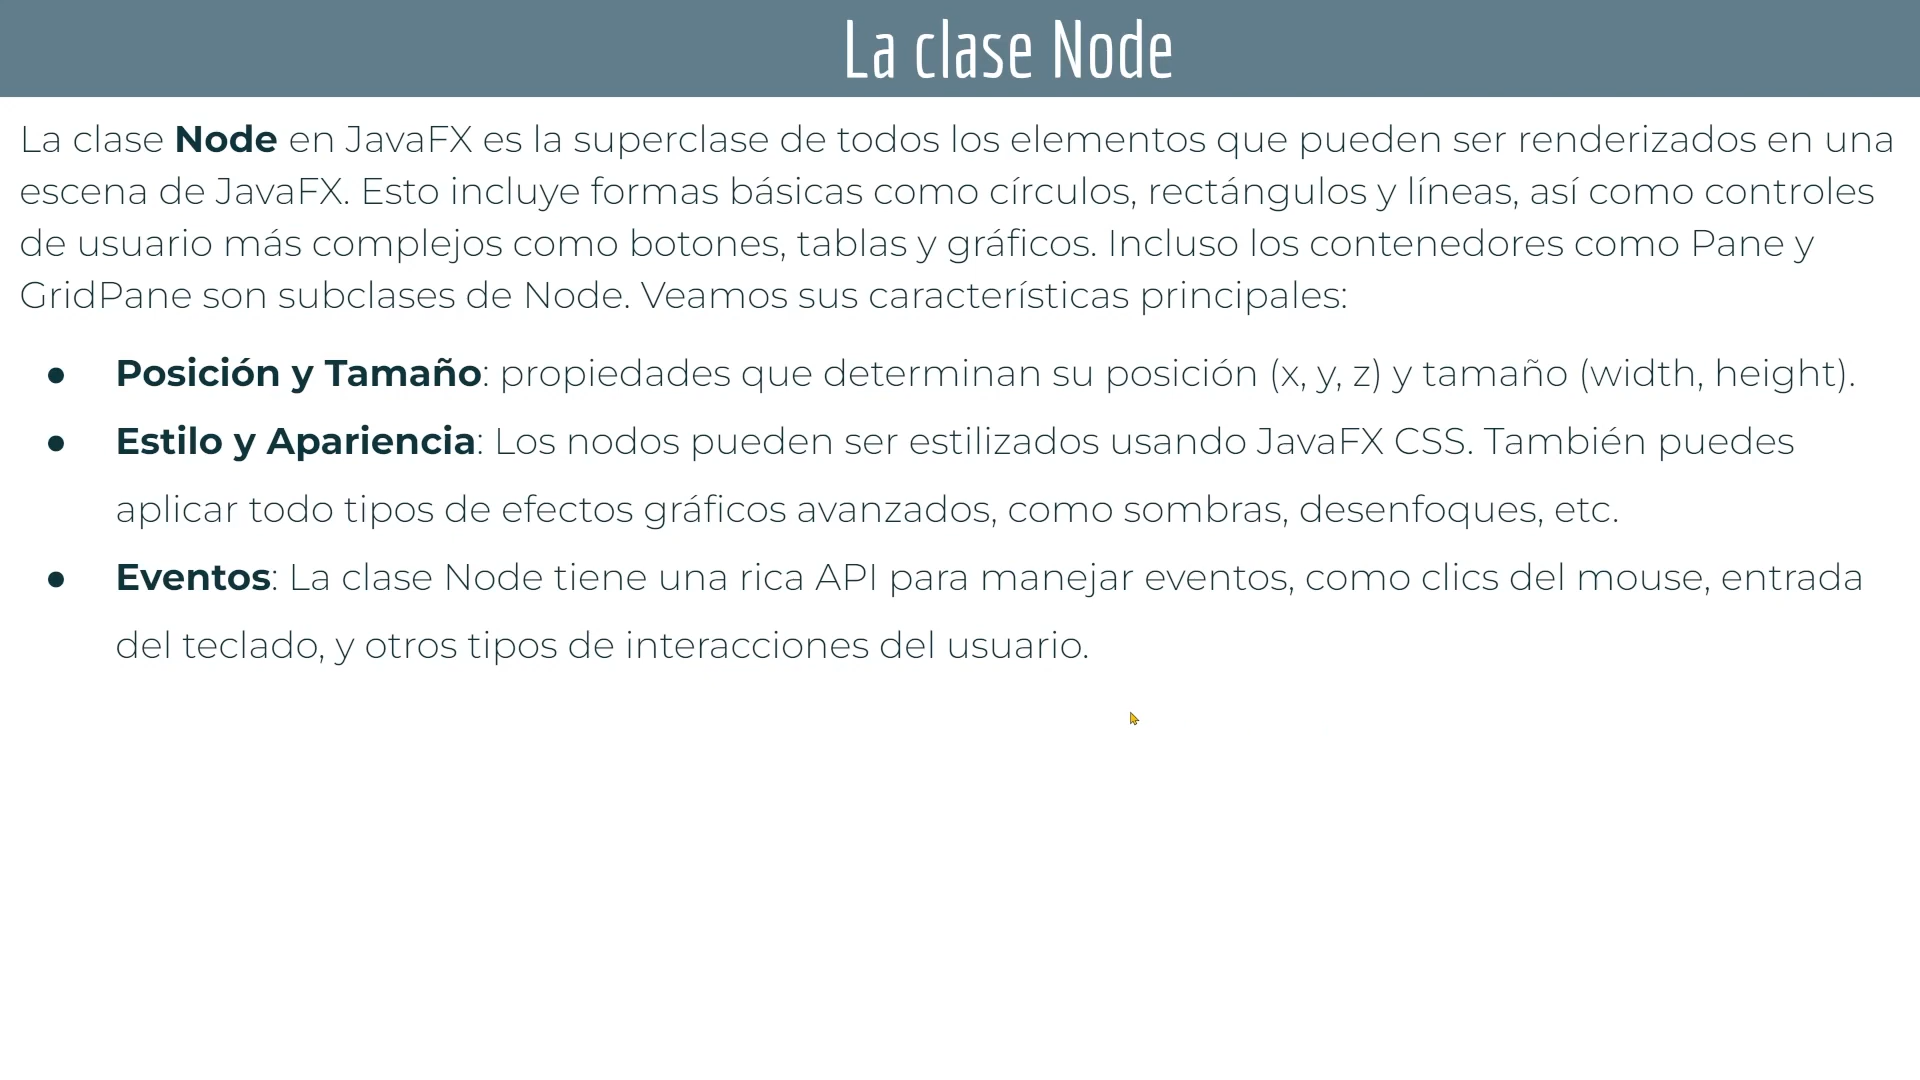 La clase Node
La clase Node en JavaFX es la superclase de todos los elementos que pueden ser renderizados en una
escena de JavaFX. Esto incluye formas básicas como círculos, rectángulos y líneas, así como controles
de usuario más complejos como botones, tablas y gráficos. Incluso los contenedores como Pane y
GridPane son subclases de Node. Veamos sus características principales:
● Posición y Tamaño: propiedades que determinan su posición (x, y, z) y tamaño (width, height).
● Estilo y Apariencia: Los nodos pueden ser estilizados usando JavaFX CSS. También puedes
aplicar todo tipos de efectos gráficos avanzados, como sombras, desenfoques, etc.
● Eventos: La clase Node tiene una rica API para manejar eventos, como clics del mouse, entrada
del teclado, y otros tipos de interacciones del usuario.